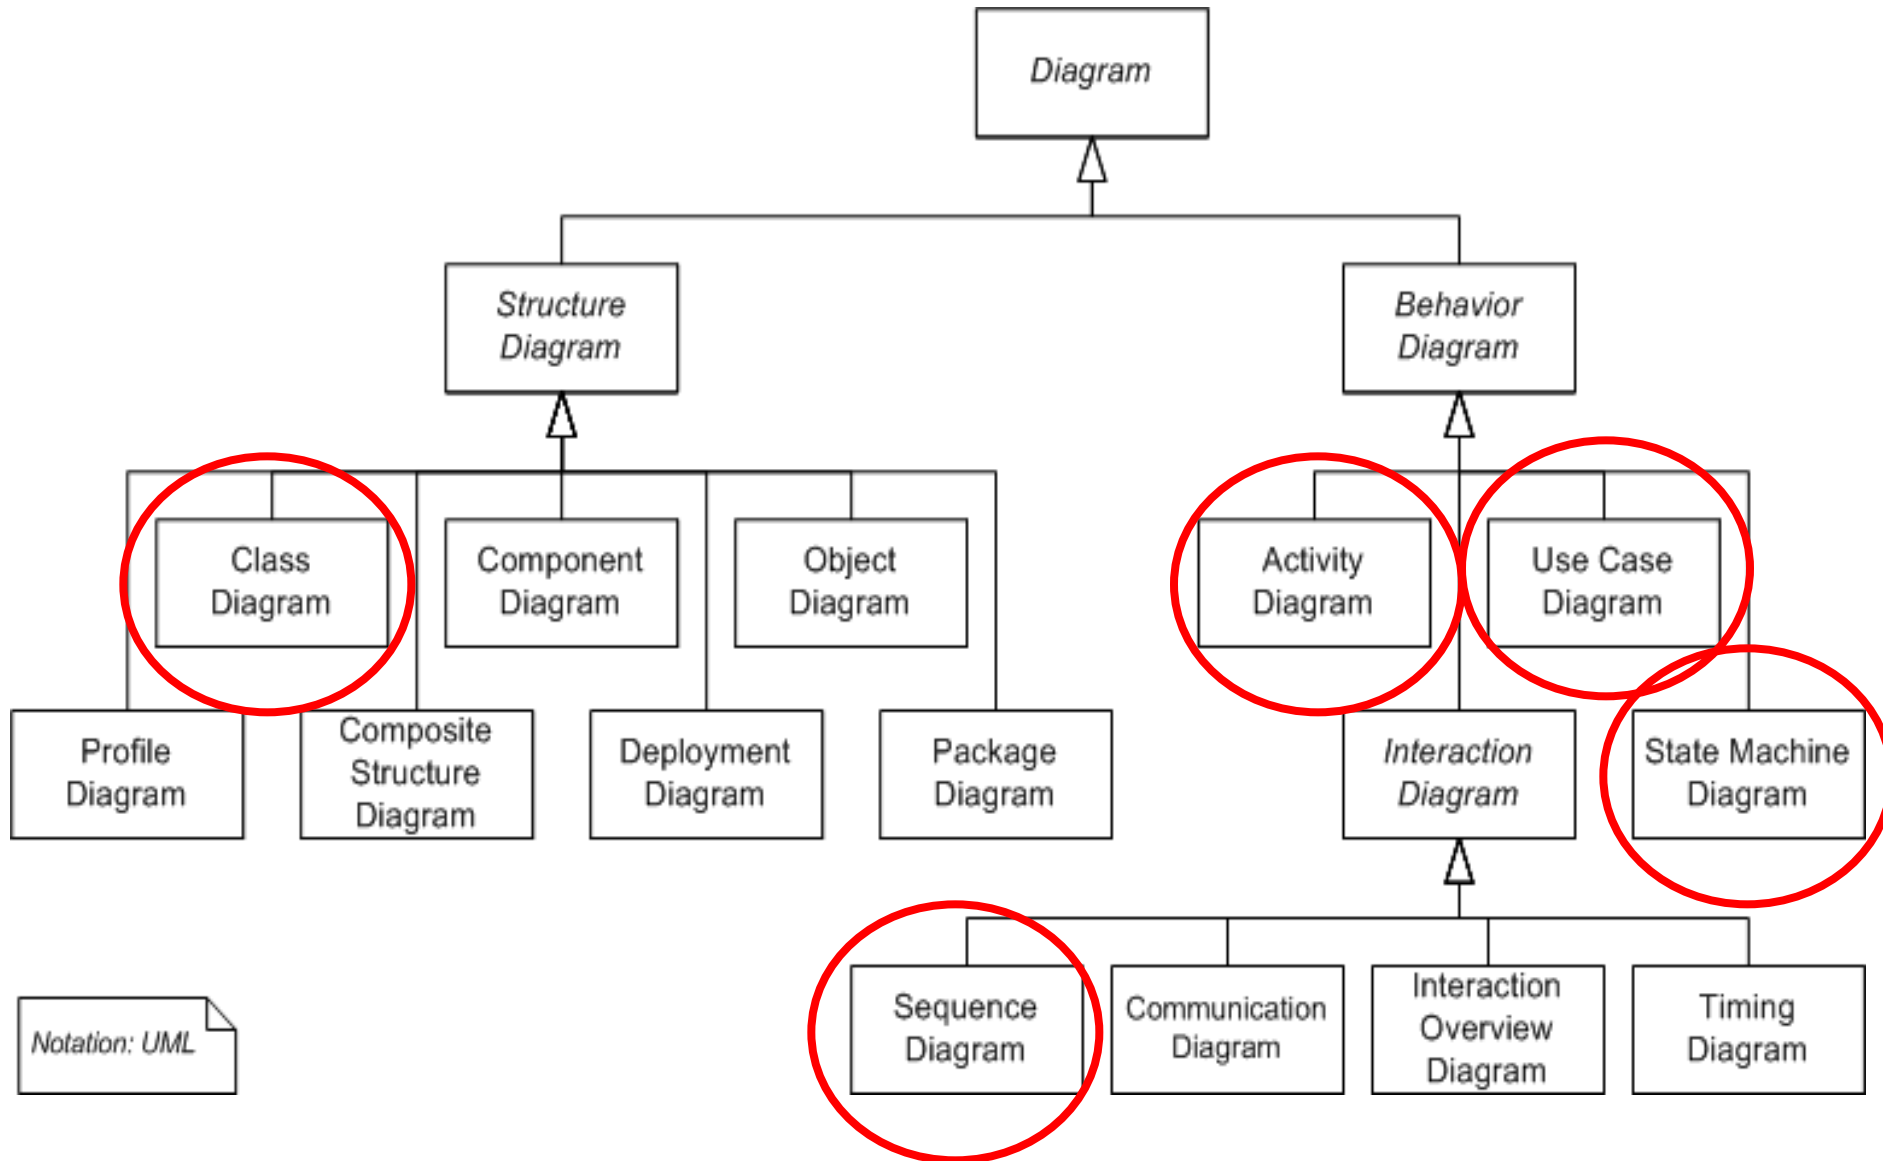 Diagram
Structure
Diagram
Behavior
Diagram
Class
Diagram
Component
Diagram
Object
Diagram
Activity
Diagram
Use Case
Diagram
Profile
Diagram
Composite
Structure
Diagram
Deployment
Diagram
Package
Diagram
Interaction
Diagram
State Machine
Diagram
Sequence
Diagram
Communication
Diagram
Interaction
Overview
Diagram
Timing
Diagram
Notation: UML